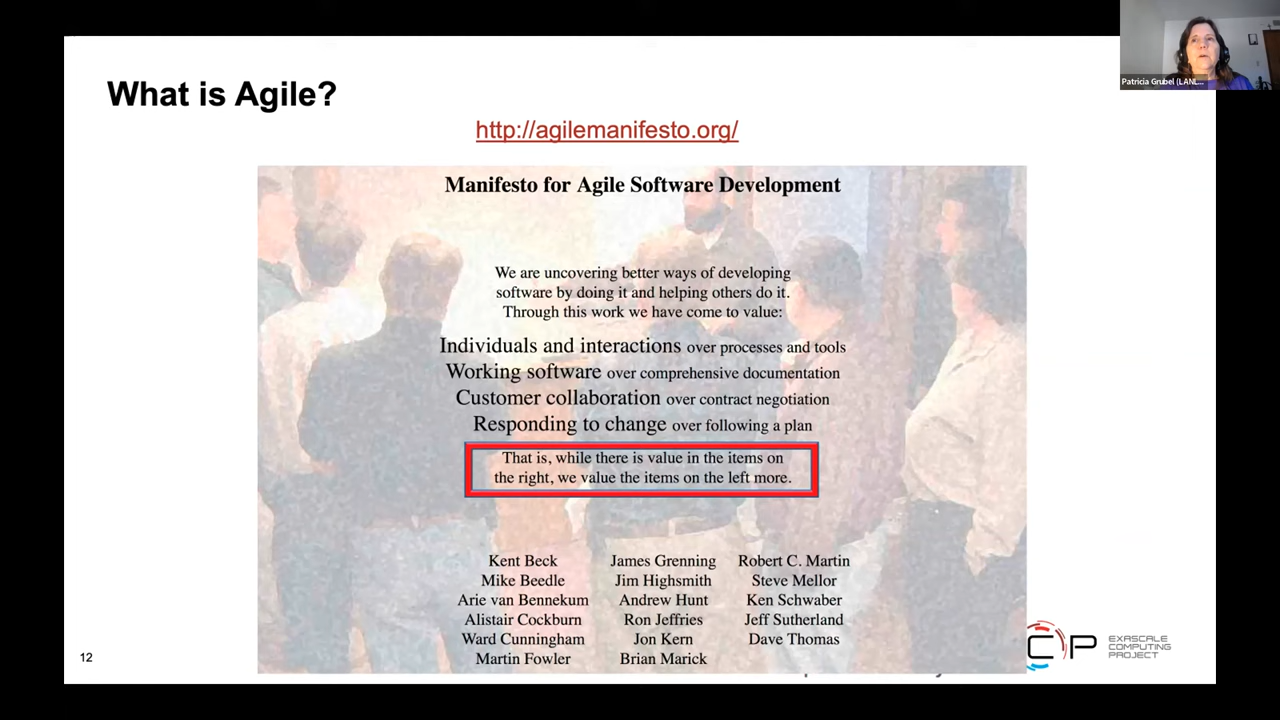 What is Agile?
http://agilemanifesto.org/
Patricia Grubel (LANL...
Manifesto for Agile Software Development
We are uncovering better ways of developing
software by doing it and helping others do it.
Through this work we have come to value:
Individuals and interactions over processes and tools
Working software over comprehensive documentation
Customer collaboration over contract negotiation
Responding to change over following a plan
That is, while there is value in the items on
the right, we value the items on the left more.
Kent Beck
Mike Beedle
Arie van Bennekum
Alistair Cockburn
Ward Cunningham
Martin Fowler
James Grenning
Jim Highsmith
Andrew Hunt
Ron Jeffries
Jon Kern
Brian Marick
Robert C. Martin
Steve Mellor
Ken Schwaber
Jeff Sutherland
Dave Thomas
12
CP
EXASCALE
COMPUTING
PROJECT